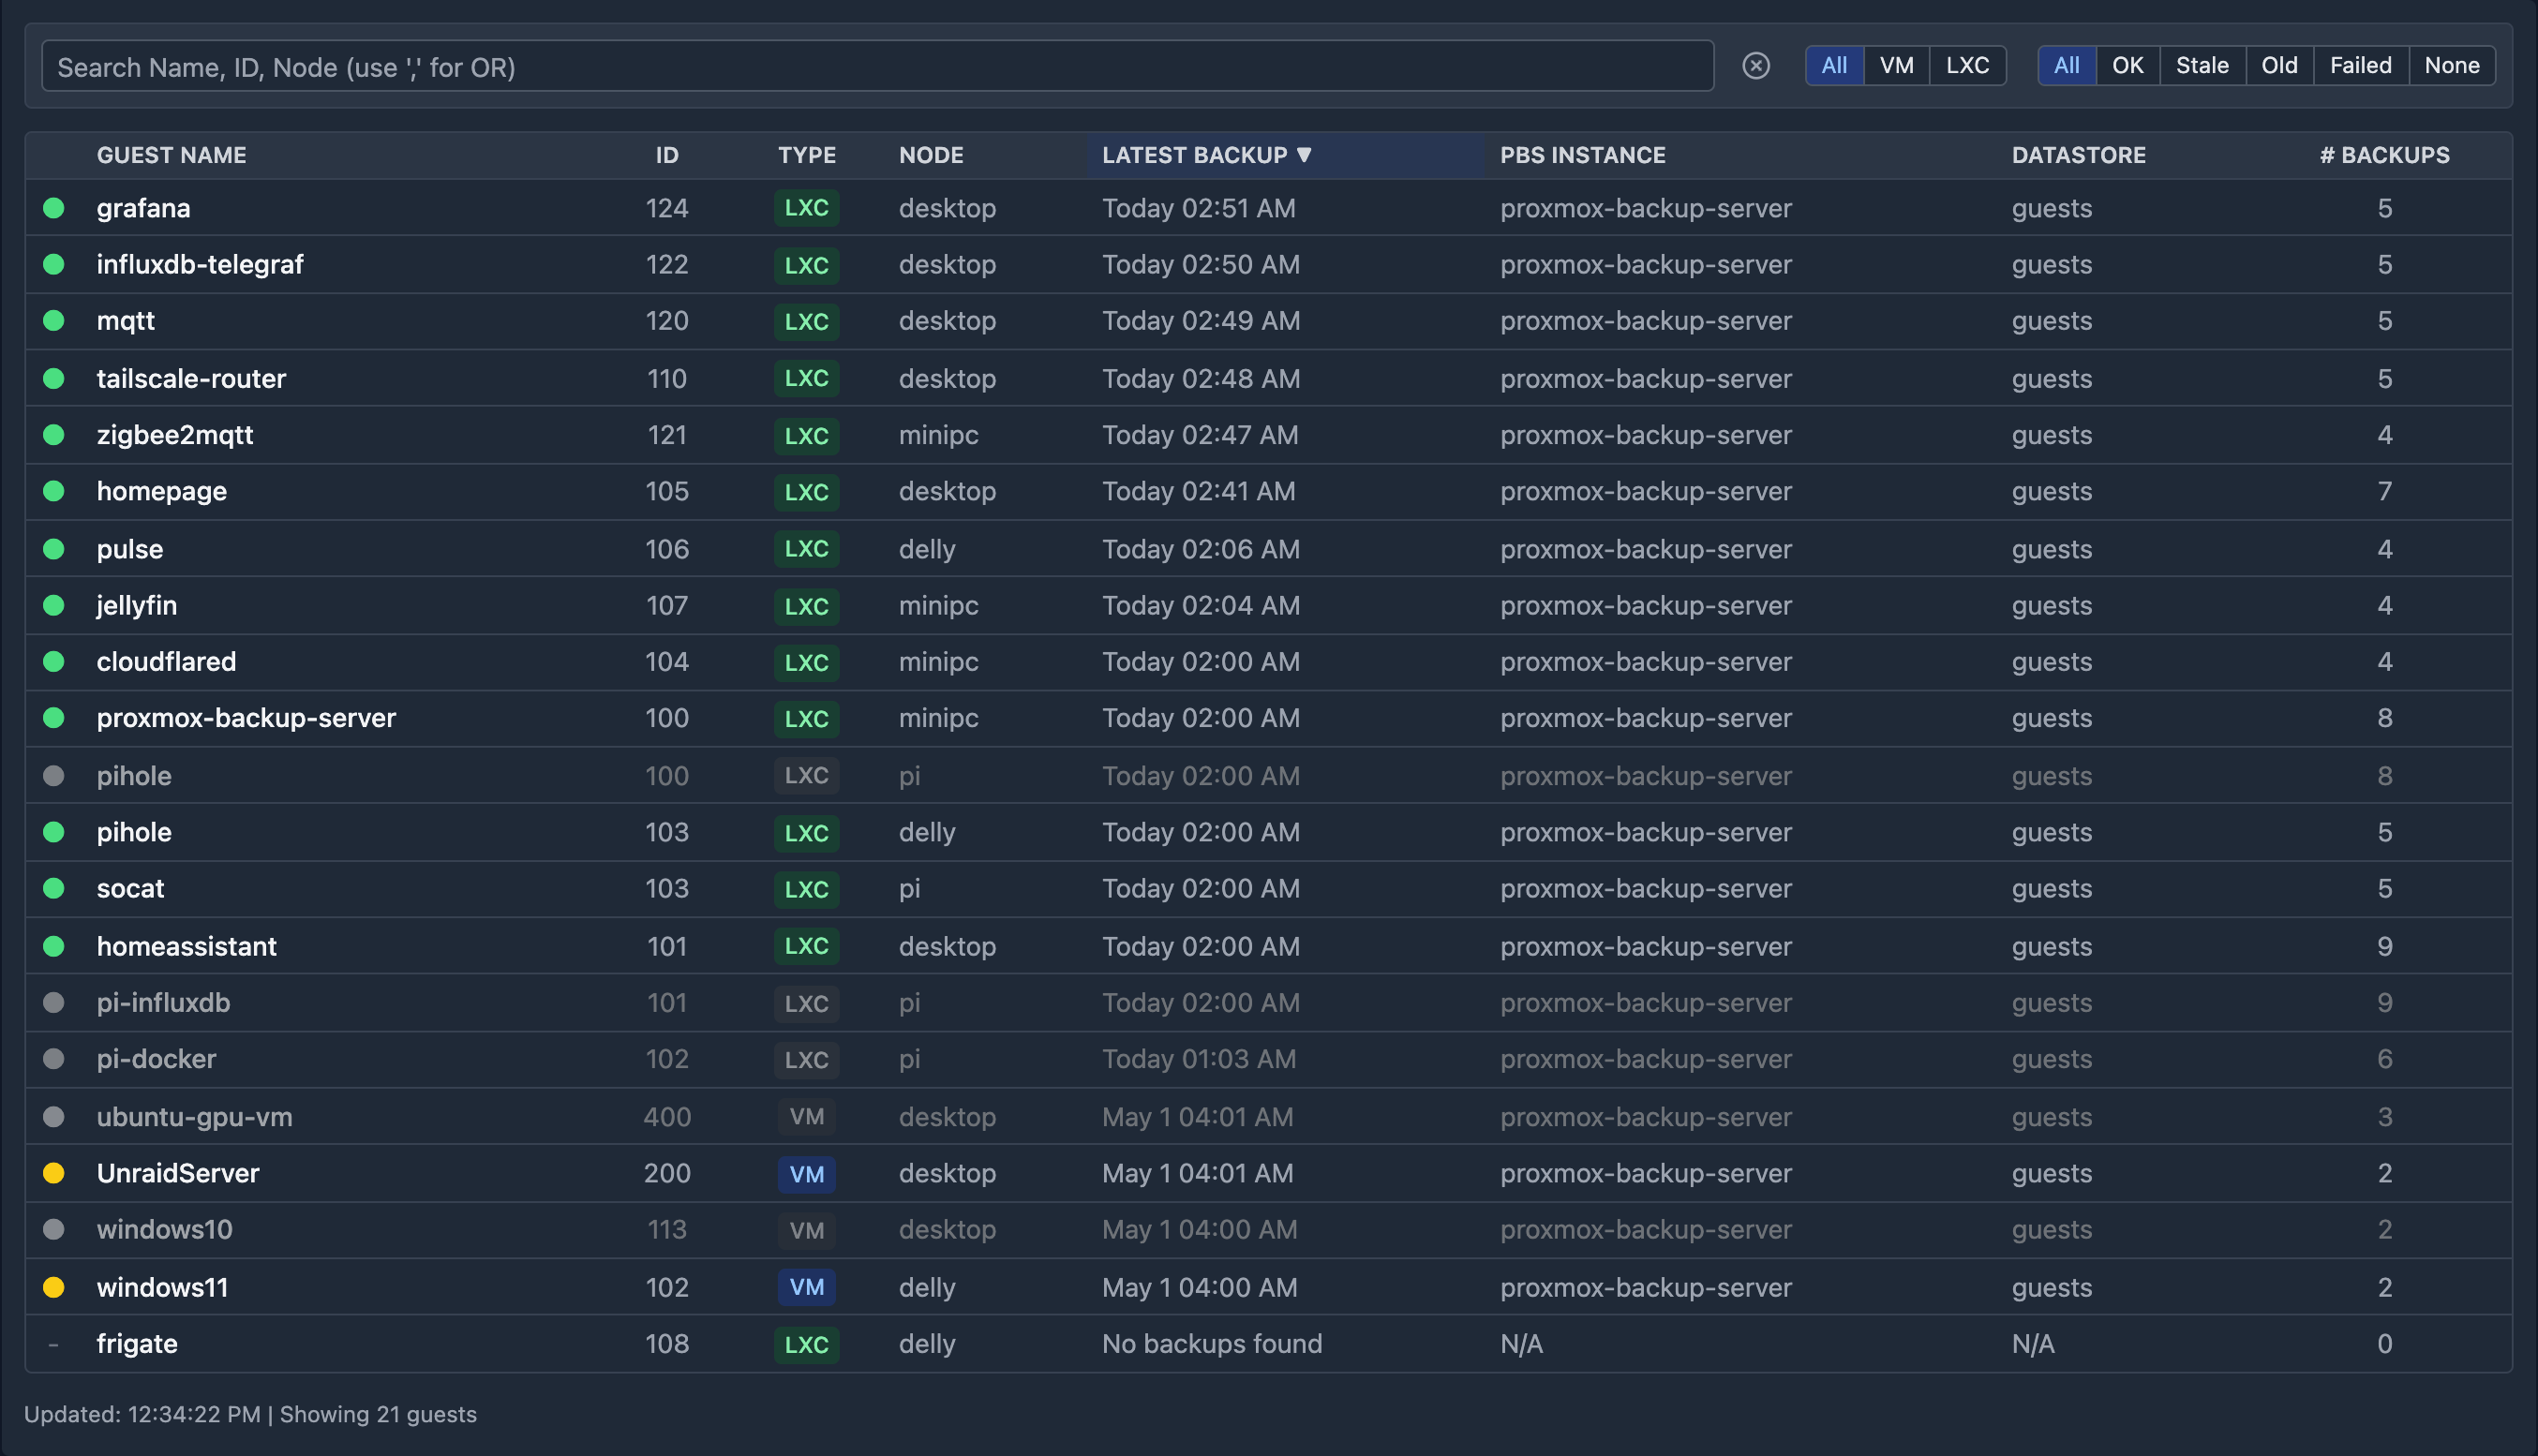 Search Name, ID, Node (use ',' for OR) All VM LXC All OK Stale Old Failed None
GUEST NAME ID TYPE NODE LATEST BACKUP ▼ PBS INSTANCE DATASTORE # BACKUPS
grafana 124 LXC desktop Today 02:51 AM proxmox-backup-server guests 5
influxdb-telegraf 122 LXC desktop Today 02:50 AM proxmox-backup-server guests 5
mqtt 120 LXC desktop Today 02:49 AM proxmox-backup-server guests 5
tailscale-router 110 LXC desktop Today 02:48 AM proxmox-backup-server guests 5
zigbee2mqtt 121 LXC minipc Today 02:47 AM proxmox-backup-server guests 4
homepage 105 LXC desktop Today 02:41 AM proxmox-backup-server guests 7
pulse 106 LXC delly Today 02:06 AM proxmox-backup-server guests 4
jellyfin 107 LXC minipc Today 02:04 AM proxmox-backup-server guests 4
cloudflared 104 LXC minipc Today 02:00 AM proxmox-backup-server guests 4
proxmox-backup-server 100 LXC minipc Today 02:00 AM proxmox-backup-server guests 8
pihole 100 LXC pi Today 02:00 AM proxmox-backup-server guests 8
pihole 103 LXC delly Today 02:00 AM proxmox-backup-server guests 5
socat 103 LXC pi Today 02:00 AM proxmox-backup-server guests 5
homeassistant 101 LXC desktop Today 02:00 AM proxmox-backup-server guests 9
pi-influxdb 101 LXC pi Today 02:00 AM proxmox-backup-server guests 9
pi-docker 102 LXC pi Today 01:03 AM proxmox-backup-server guests 6
ubuntu-gpu-vm 400 VM desktop May 1 04:01 AM proxmox-backup-server guests 3
UnraidServer 200 VM desktop May 1 04:01 AM proxmox-backup-server guests 2
windows10 113 VM desktop May 1 04:00 AM proxmox-backup-server guests 2
windows11 102 VM delly May 1 04:00 AM proxmox-backup-server guests 2
- frigate 108 LXC delly No backups found N/A N/A 0
Updated: 12:34:22 PM | Showing 21 guests